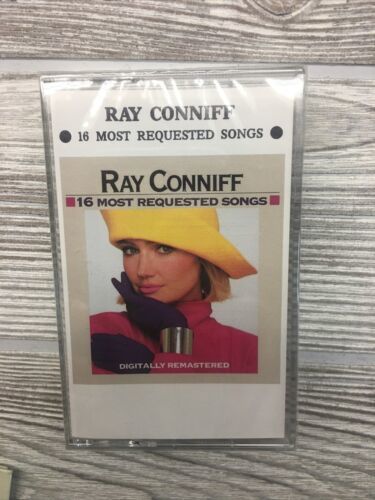 RAY CONNIFF
● 16 MOST REQUESTED SONGS ●
RAY CONNIFF
■ 16 MOST REQUESTED SONGS ■
DIGITALLY REMASTERED